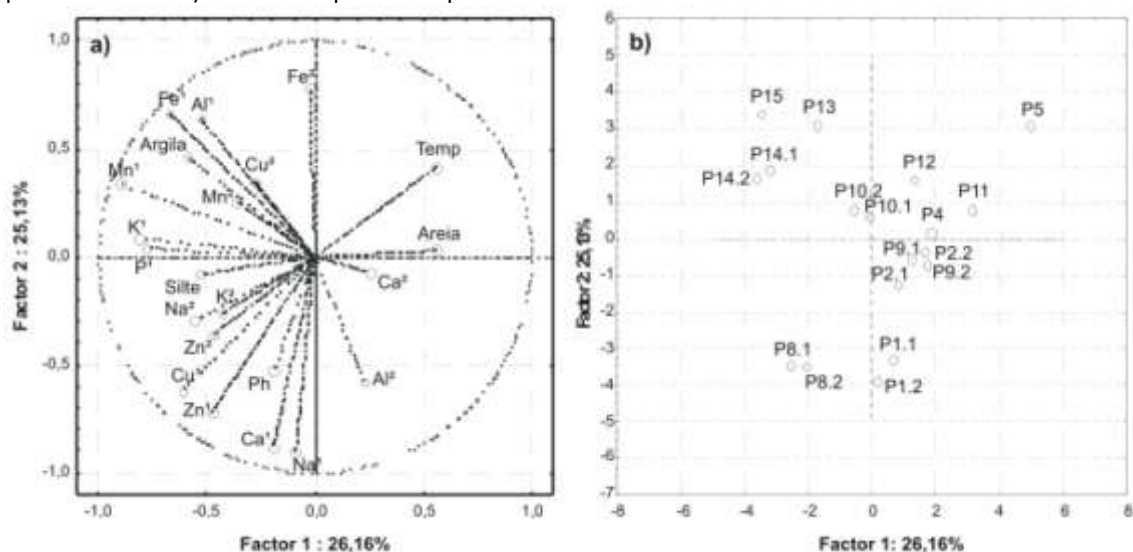 a)
1,0
0,5
0,0
-0,5
-1,0
Factor 2 : 25,13%
Fe²
Fe¹
Al¹
Argila
Cu²
Temp
Mn¹
Mn²
K¹
Areia
P¹
Ca²
Silte
K²
Na²
Zn²
Cu¹
Ph
Al²
Zn¹
Ca¹
Na¹
-1,0 -0,5 0,0 0,5 1,0
Factor 1 : 26,16%
b)
6
5
4
3
2
1
0
-1
-2
-3
-4
-5
-6
-7
Factor 2: 25,13%
P15
P13
P5
P14.1
P14.2
P12
P10.2
P11
P10.1
P4
P9.1
P2.2
P2.1
P9.2
P8.1
P1.1
P8.2
P1.2
-8 -6 -4 -2 0 2 4 6 8
Factor 1: 26,16%